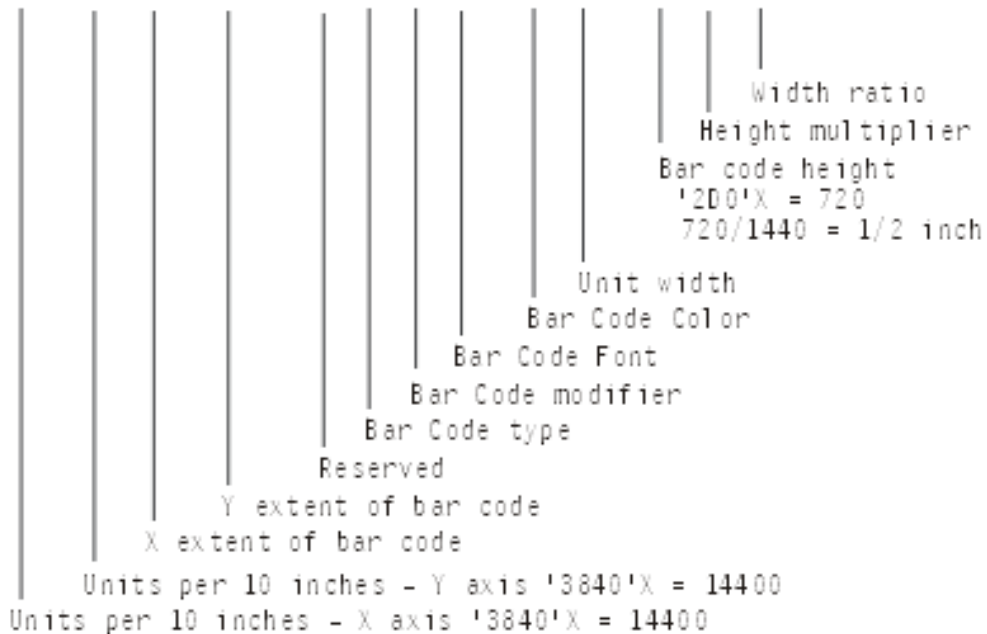 Width ratio
Height multiplier
Bar code height
'2D0'X = 720
720/1440 = 1/2 inch
Unit width
Bar Code Color
Bar Code Font
Bar Code modifier
Bar Code type
Reserved
Y extent of bar code
X extent of bar code
Units per 10 inches - Y axis '3840'X = 14400
Units per 10 inches - X axis '3840'X = 14400